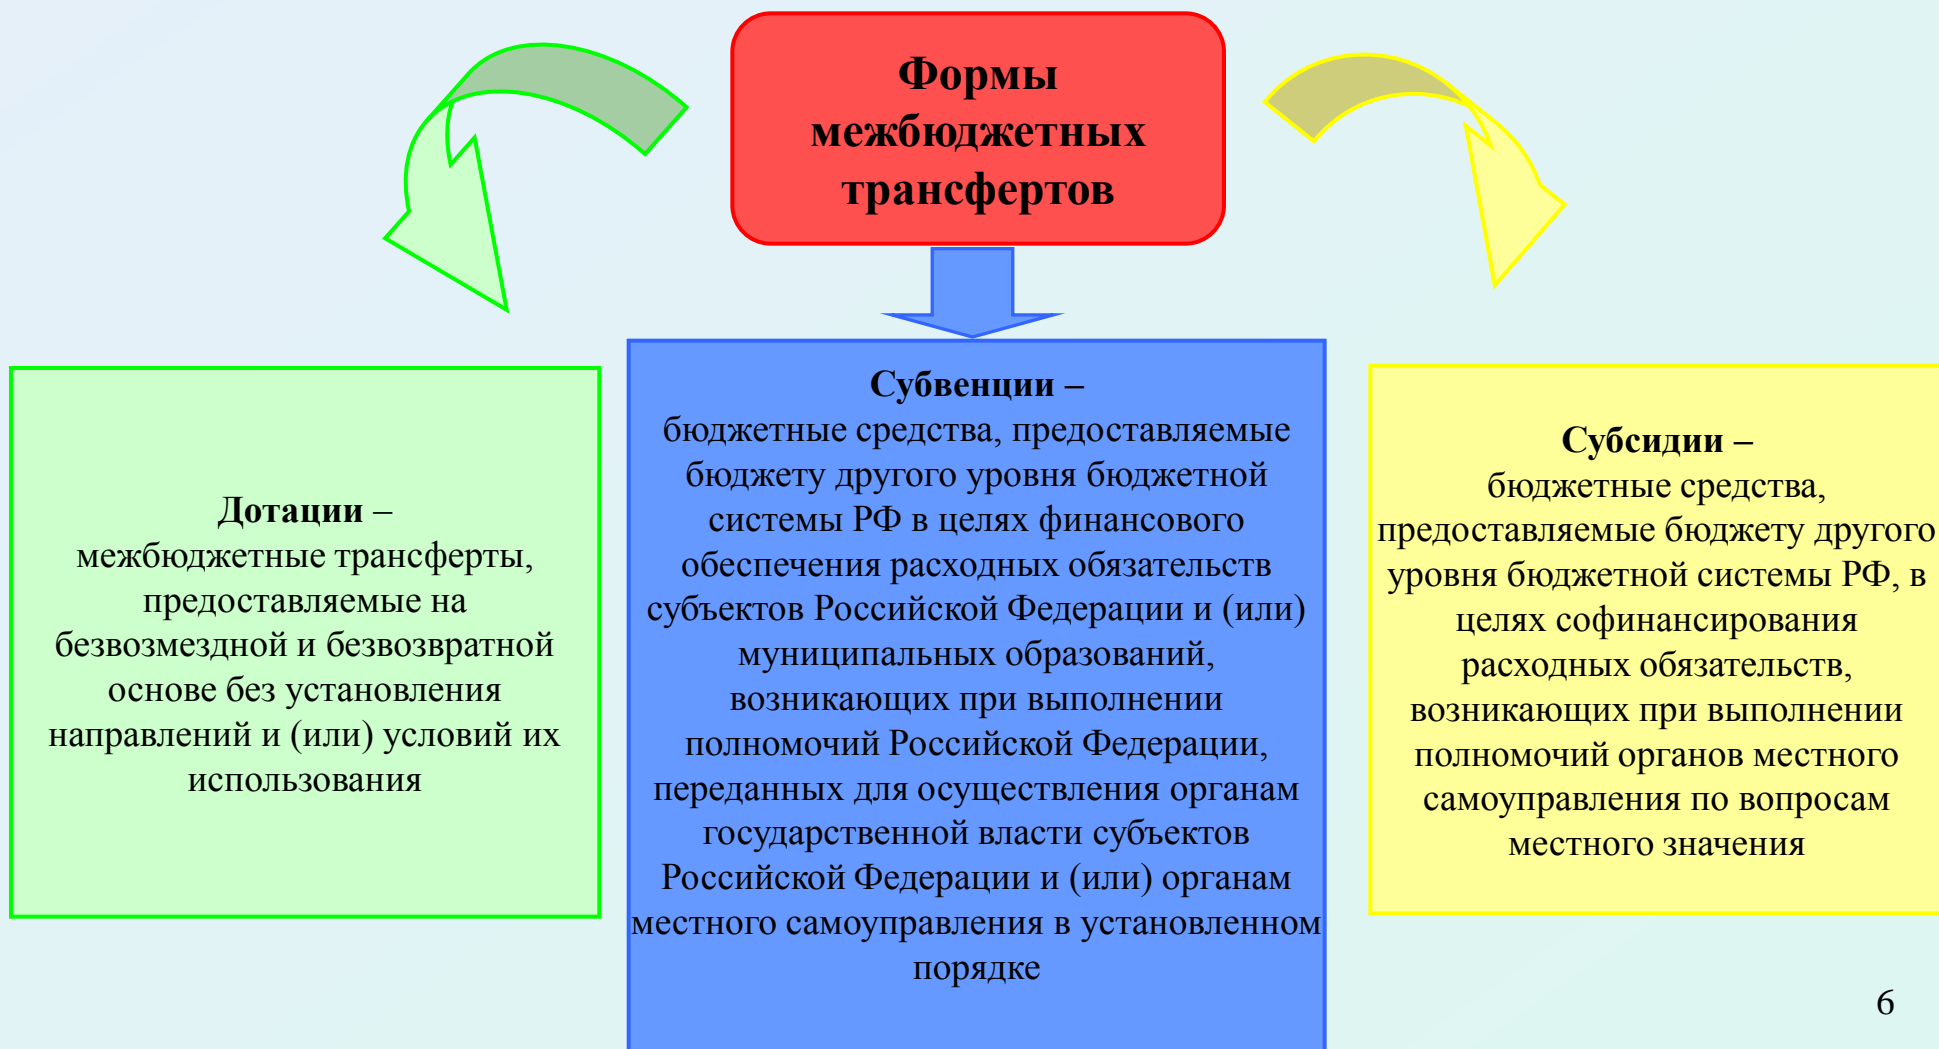 Формы
межбюджетных
трансфертов
Дотации –
межбюджетные трансферты,
предоставляемые на
безвозмездной и безвозвратной
основе без установления
направлений и (или) условий их
использования
Субвенции –
бюджетные средства, предоставляемые
бюджету другого уровня бюджетной
системы РФ в целях финансового
обеспечения расходных обязательств
субъектов Российской Федерации и (или)
муниципальных образований,
возникающих при выполнении
полномочий Российской Федерации,
переданных для осуществления органам
государственной власти субъектов
Российской Федерации и (или) органам
местного самоуправления в установленном
порядке
Субсидии –
бюджетные средства,
предоставляемые бюджету другого
уровня бюджетной системы РФ, в
целях софинансирования
расходных обязательств,
возникающих при выполнении
полномочий органов местного
самоуправления по вопросам
местного значения
6